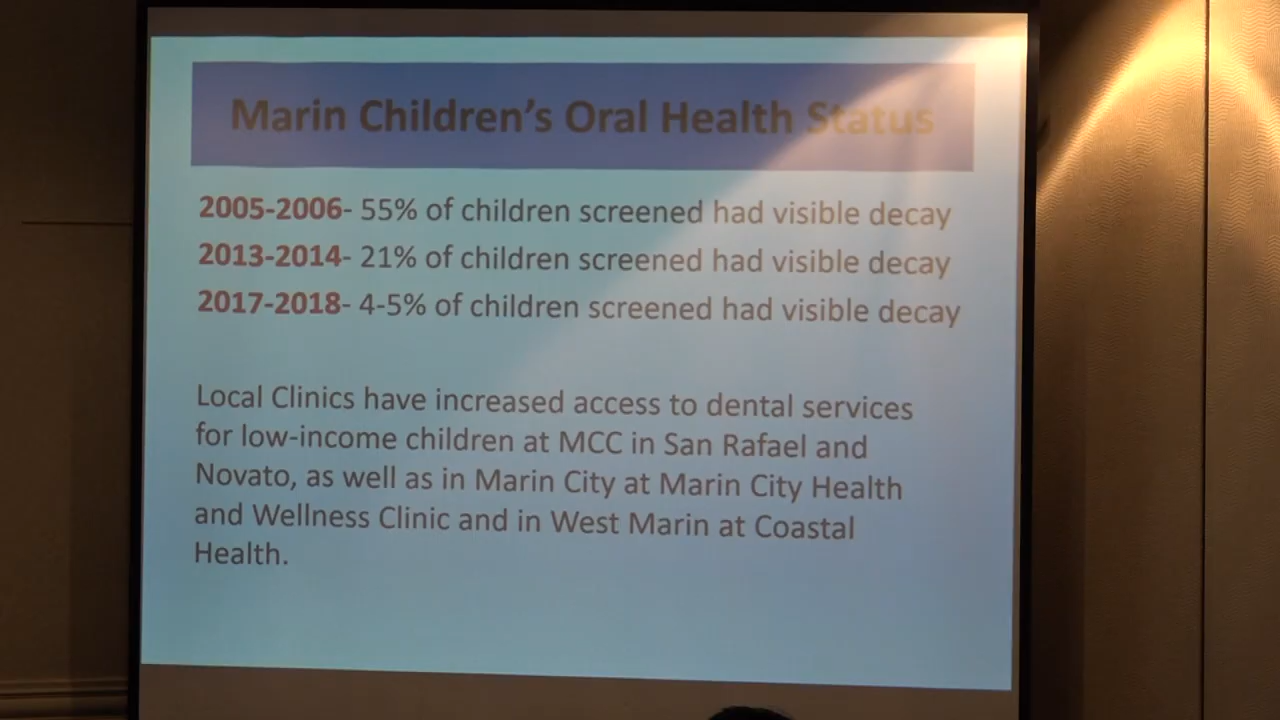 Marin Children's Oral Health Status
2005-2006- 55% of children screened had visible decay
2013-2014- 21% of children screened had visible decay
2017-2018- 4-5% of children screened had visible decay
Local Clinics have increased access to dental services
for low-income children at MCC in San Rafael and
Novato, as well as in Marin City at Marin City Health
and Wellness Clinic and in West Marin at Coastal
Health.